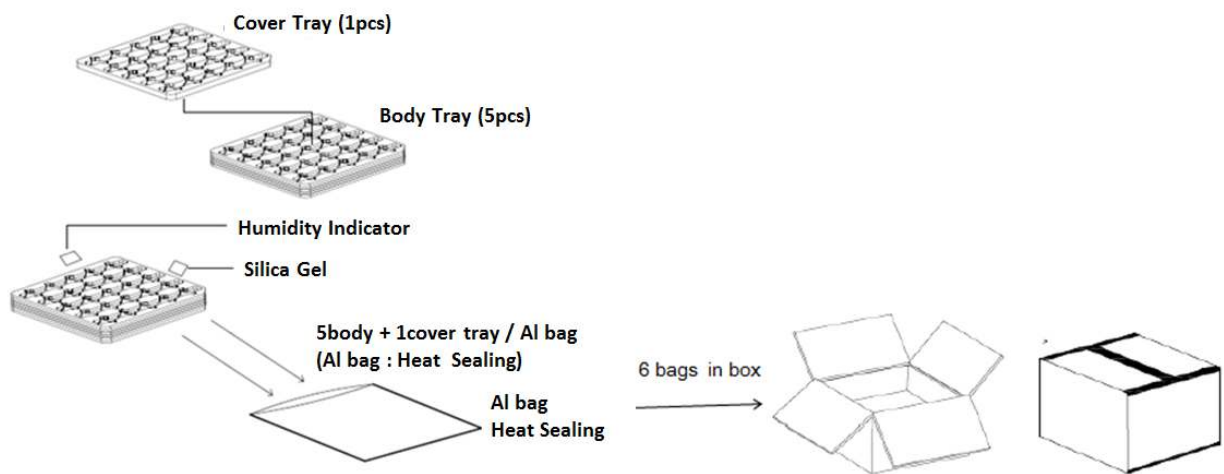 Cover Tray (1pcs)
Body Tray (5pcs)
Humidity Indicator
Silica Gel
5body + 1cover tray / Al bag
(Al bag : Heat Sealing)
Al bag
Heat Sealing
6 bags in box